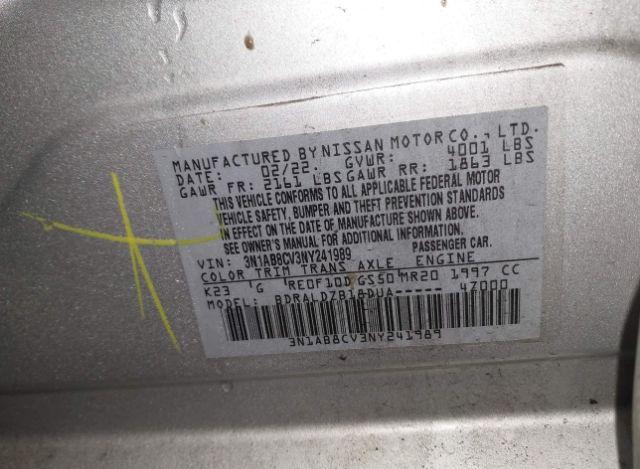 MANUFACTURED BY NISSAN MOTOR CO., LTD.
DATE: 02/22 GVWR: 4001 LBS
GAWR FR: 2161 LBS GAWR RR: 1863 LBS
THIS VEHICLE CONFORMS TO ALL APPLICABLE FEDERAL MOTOR
VEHICLE SAFETY, BUMPER AND THEFT PREVENTION STANDARDS
IN EFFECT ON THE DATE OF MANUFACTURE SHOWN ABOVE.
SEE OWNER'S MANUAL FOR ADDITIONAL INFORMATION.
VIN: 3N1AB8CV3NY241989 PASSENGER CAR.
COLOR TRIM TRANS AXLE ENGINE
K23 G RE0F10D GS50 MR20 1997 CC
MODEL: BDRALDZB18DUA----- 4Z000
3N1AB8CV3NY241989